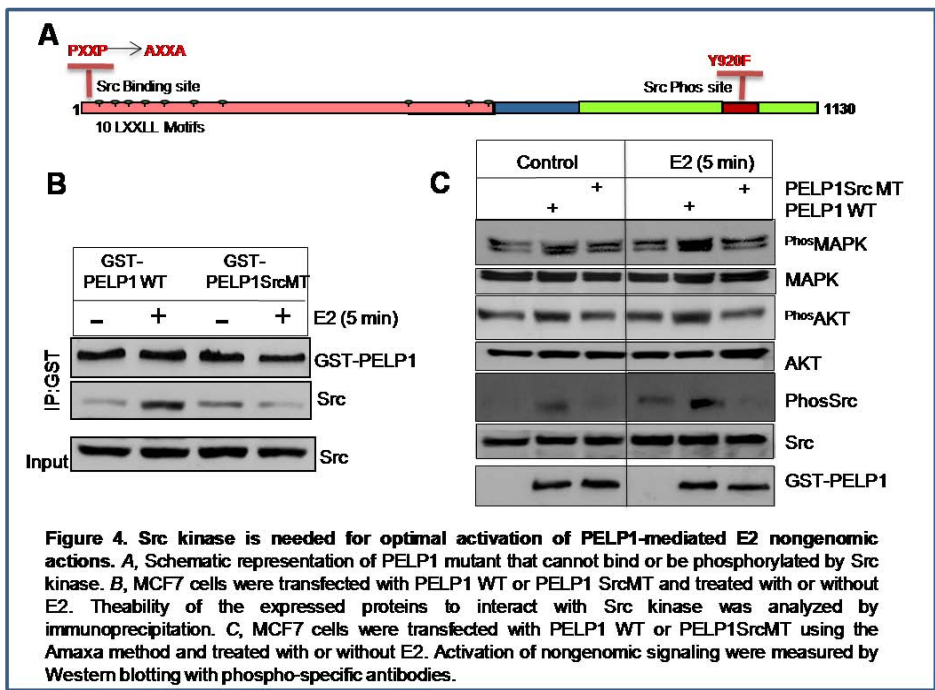 A
PXXP → AXXA
Y920F
Src Binding site
Src Phos site
1
1130
10 LXXLL Motifs
B
GST-
PELP1 WT
GST-
PELP1SrcMT
– + – + E2 (5 min)
IP:GST
GST-PELP1
Src
Input
Src
C
Control
E2 (5 min)
+ + PELP1Src MT
+ + PELP1 WT
PhosMAPK
MAPK
PhosAKT
AKT
PhosSrc
Src
GST-PELP1
Figure 4. Src kinase is needed for optimal activation of PELP1-mediated E2 nongenomic
actions. A, Schematic representation of PELP1 mutant that cannot bind or be phosphorylated by Src
kinase. B, MCF7 cells were transfected with PELP1 WT or PELP1 SrcMT and treated with or without
E2. Theability of the expressed proteins to interact with Src kinase was analyzed by
immunoprecipitation. C, MCF7 cells were transfected with PELP1 WT or PELP1SrcMT using the
Amaxa method and treated with or without E2. Activation of nongenomic signaling were measured by
Western blotting with phospho-specific antibodies.